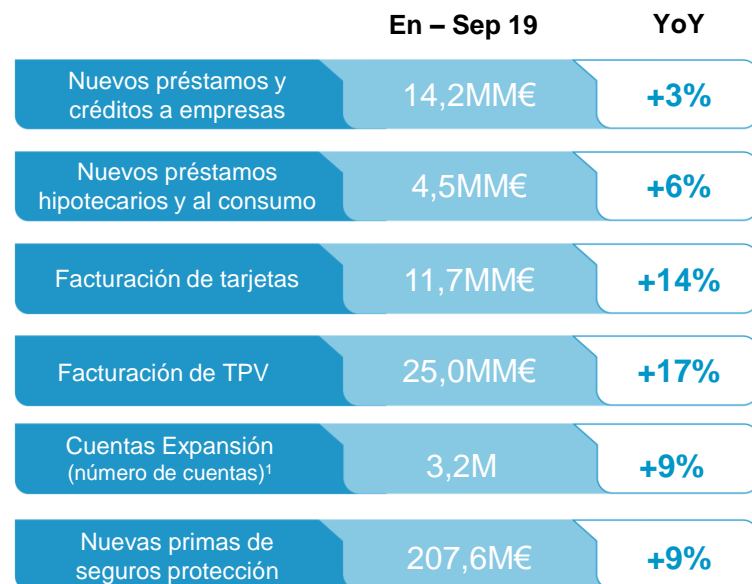 En – Sep 19 YoY
Nuevos préstamos y
créditos a empresas
14,2MM€ +3%
Nuevos préstamos
hipotecarios y al consumo
4,5MM€ +6%
Facturación de tarjetas 11,7MM€ +14%
Facturación de TPV 25,0MM€ +17%
Cuentas Expansión
(número de cuentas)¹
3,2M +9%
Nuevas primas de
seguros protección
207,6M€ +9%